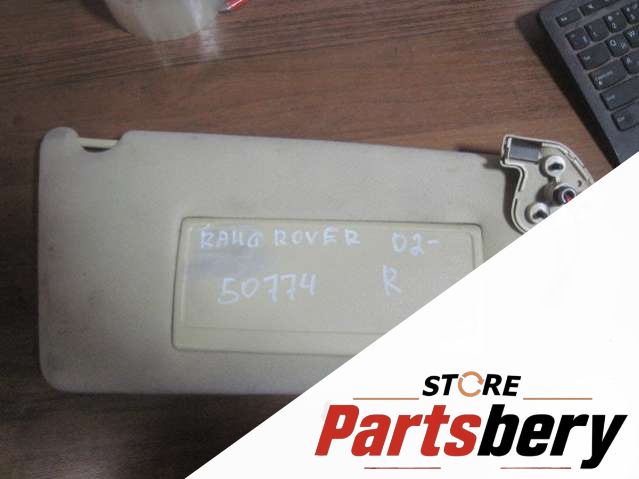 RANG ROVER 02-
50774 R
STORE
Partsbery